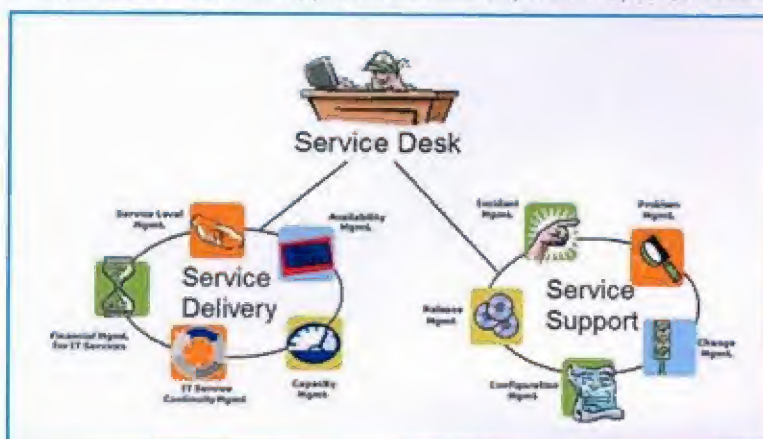 Service Desk
Service Level
Mgmt.
Availability
Mgmt.
Service
Delivery
Financial Mgmt.
for IT Services
IT Service
Continuity Mgmt
Capacity
Mgmt
Incident
Mgmt.
Problem
Mgmt.
Release
Mgmt.
Service
Support
Change
Mgmt.
Configuration
Mgmt